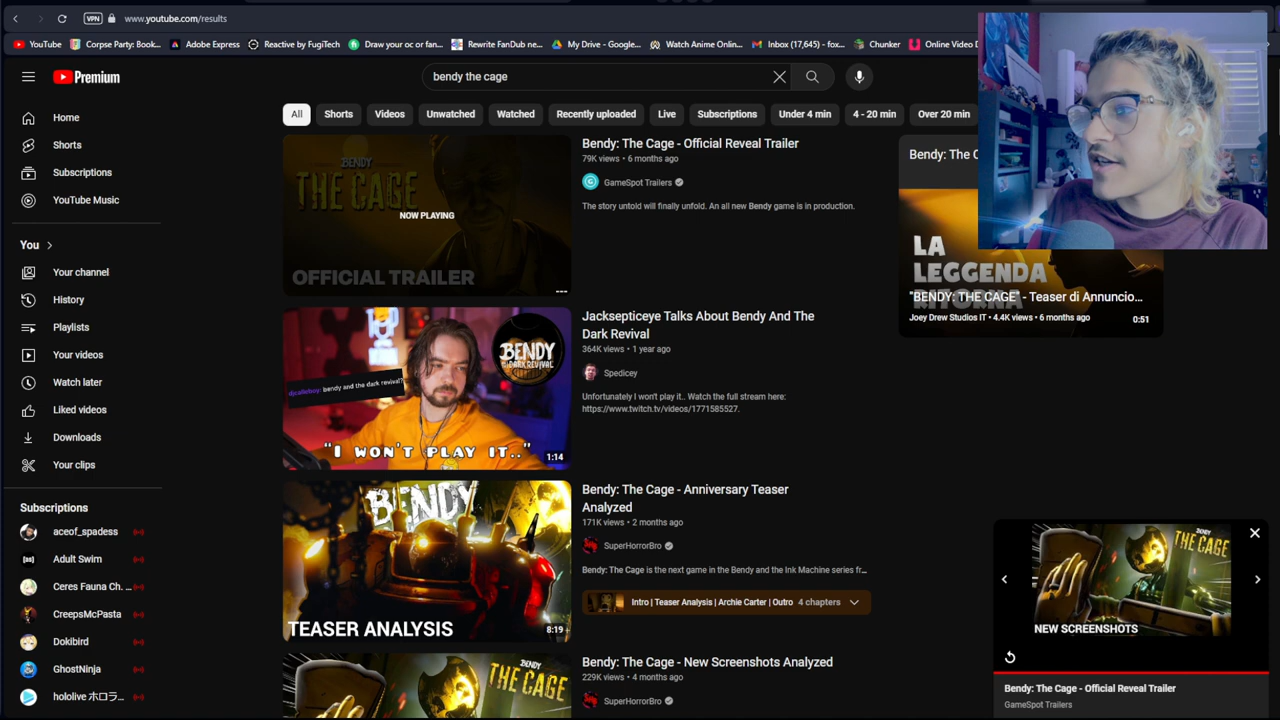 VPN
www.youtube.com/results
YouTube
Corpse Party: Book...
Adobe Express
Reactive by FugiTech
Draw your oc or fan...
Rewrite FanDub ne...
My Drive - Google...
Watch Anime Onlin...
Inbox (17,645) - fox...
Chunker
Online Video D
Premium
bendy the cage
All
Shorts
Videos
Unwatched
Watched
Recently uploaded
Live
Subscriptions
Under 4 min
4 - 20 min
Over 20 min
Home
Shorts
Subscriptions
YouTube Music
You
Your channel
History
Playlists
Your videos
Watch later
Liked videos
Downloads
Your clips
Subscriptions
aceof_spadess
Adult Swim
Ceres Fauna Ch. ...
CreepsMcPasta
Dokibird
GhostNinja
hololive ホロラ...
BENDY
THE CAGE
NOW PLAYING
OFFICIAL TRAILER
Bendy: The Cage - Official Reveal Trailer
79K views • 6 months ago
GameSpot Trailers
The story untold will finally unfold. An all new Bendy game is in production.
djcalleboy: bendy and the dark revival?
BENDY
DARK REVIVAL
"I WON'T PLAY IT.."
1:14
Jacksepticeye Talks About Bendy And The
Dark Revival
364K views • 1 year ago
Spedicey
Unfortunately I won't play it.. Watch the full stream here:
https://www.twitch.tv/videos/1771585527.
BENDY
TEASER ANALYSIS
8:19
Bendy: The Cage - Anniversary Teaser
Analyzed
171K views • 2 months ago
SuperHorrorBro
Bendy: The Cage is the next game in the Bendy and the Ink Machine series fr...
Intro | Teaser Analysis | Archie Carter | Outro
4 chapters
BENDY
THE CAGE
Bendy: The Cage - New Screenshots Analyzed
229K views • 4 months ago
SuperHorrorBro
Bendy: The C
LA
LEGGENDA
RITORNA
"BENDY: THE CAGE" - Teaser di Annuncio...
Joey Drew Studios IT • 4.4K views • 6 months ago
0:51
BENDY
THE CAGE
NEW SCREENSHOTS
Bendy: The Cage - Official Reveal Trailer
GameSpot Trailers